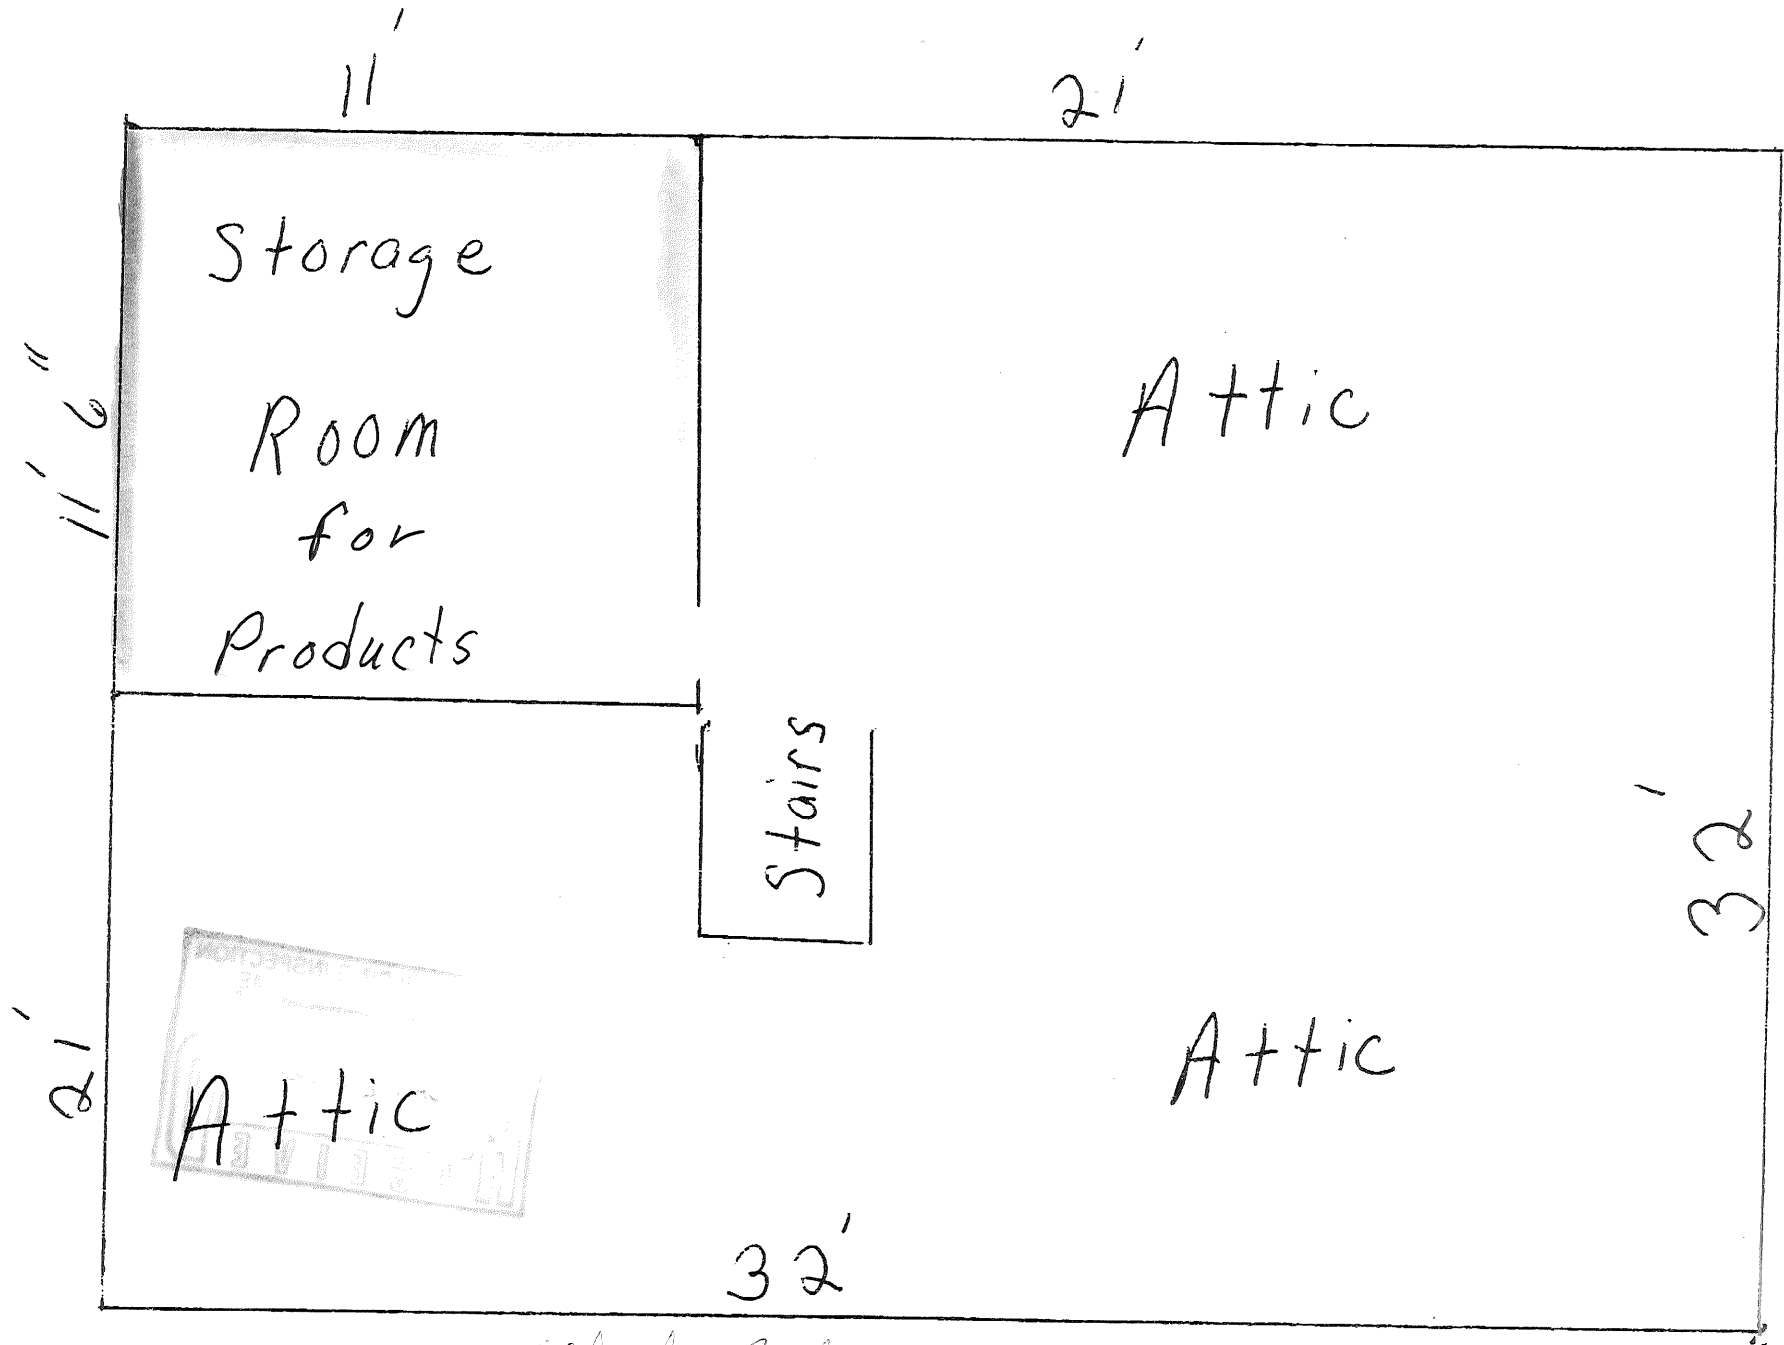 11'
21'
Storage
Room
for
Products
11' 6"
Attic
Stairs
32'
21'
Attic
Attic
32'